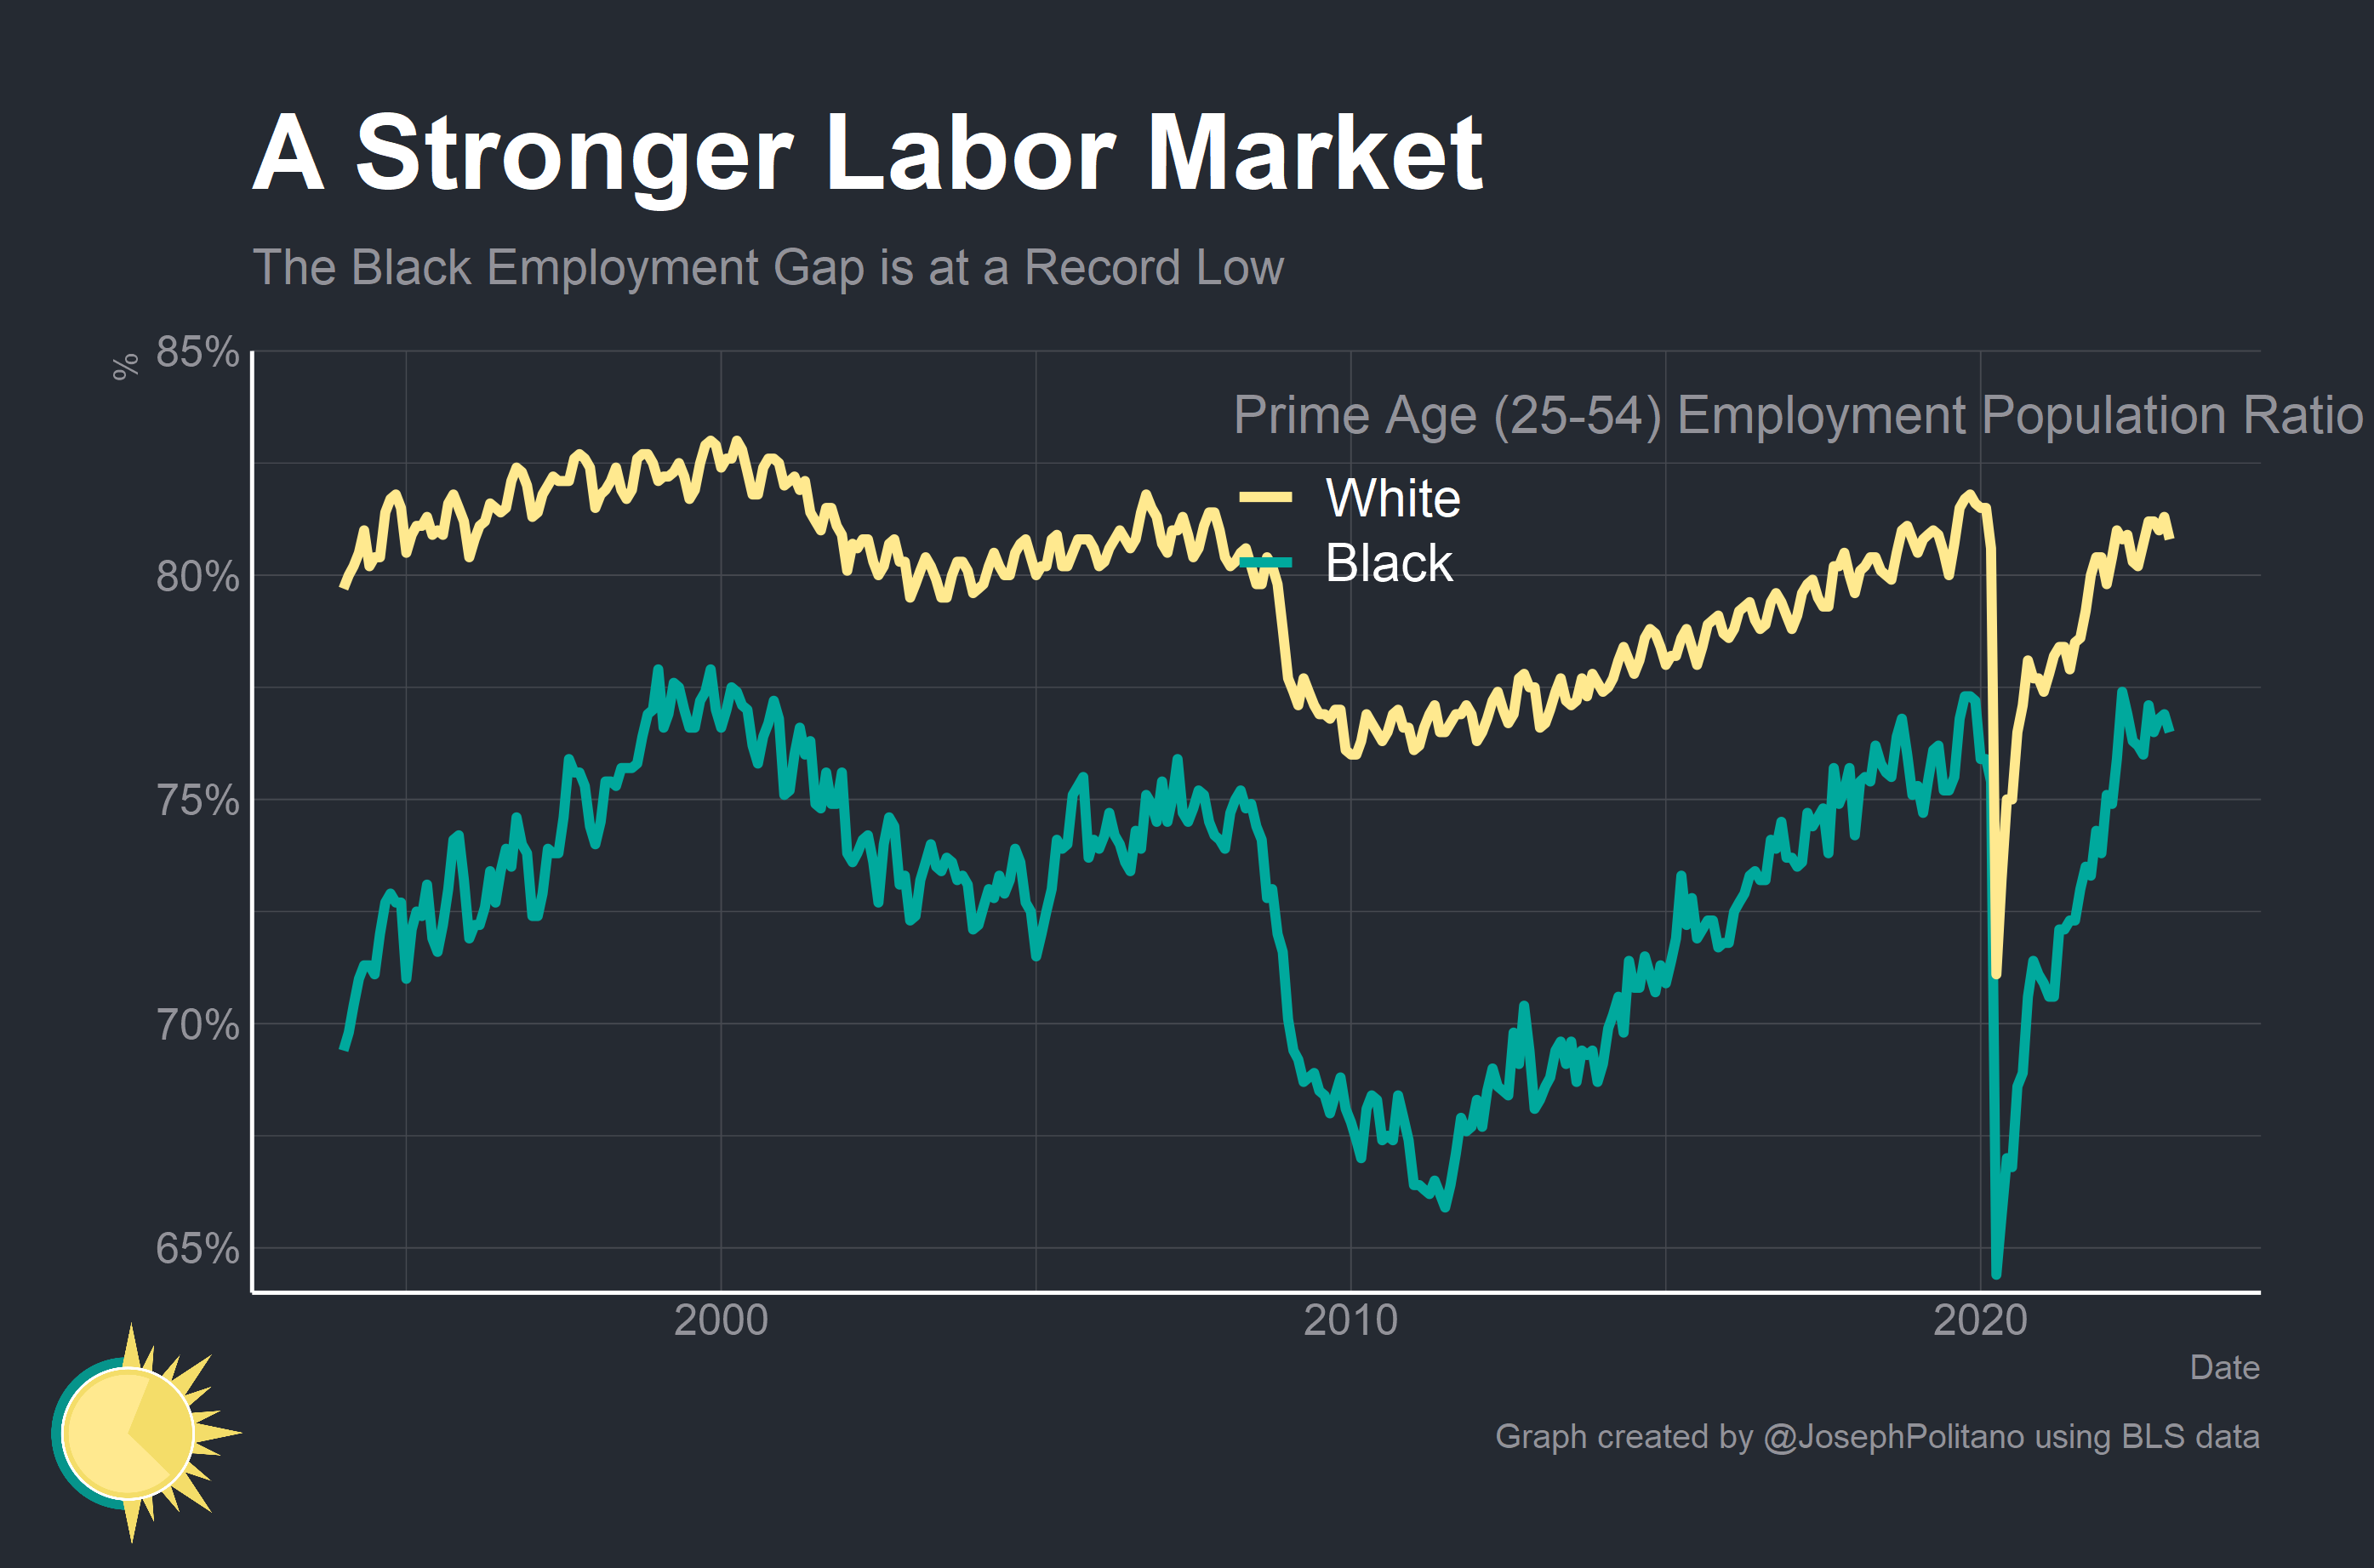 A Stronger Labor Market
The Black Employment Gap is at a Record Low
%
85%
80%
75%
70%
65%
Prime Age (25-54) Employment Population Ratio
White
Black
2000
2010
2020
Date
Graph created by @JosephPolitano using BLS data